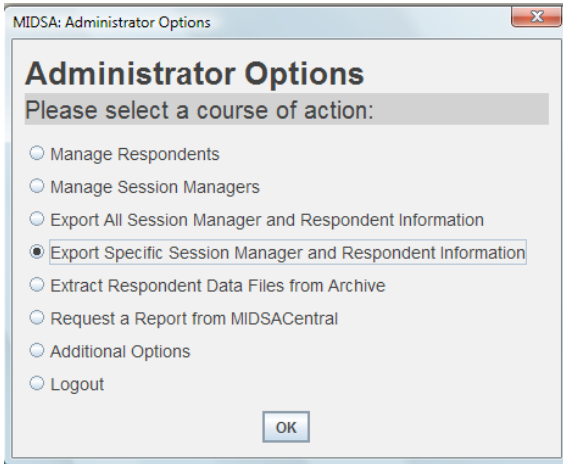 MIDSA: Administrator Options
Administrator Options
Please select a course of action:
Manage Respondents
Manage Session Managers
Export All Session Manager and Respondent Information
Export Specific Session Manager and Respondent Information
Extract Respondent Data Files from Archive
Request a Report from MIDSACentral
Additional Options
Logout
OK